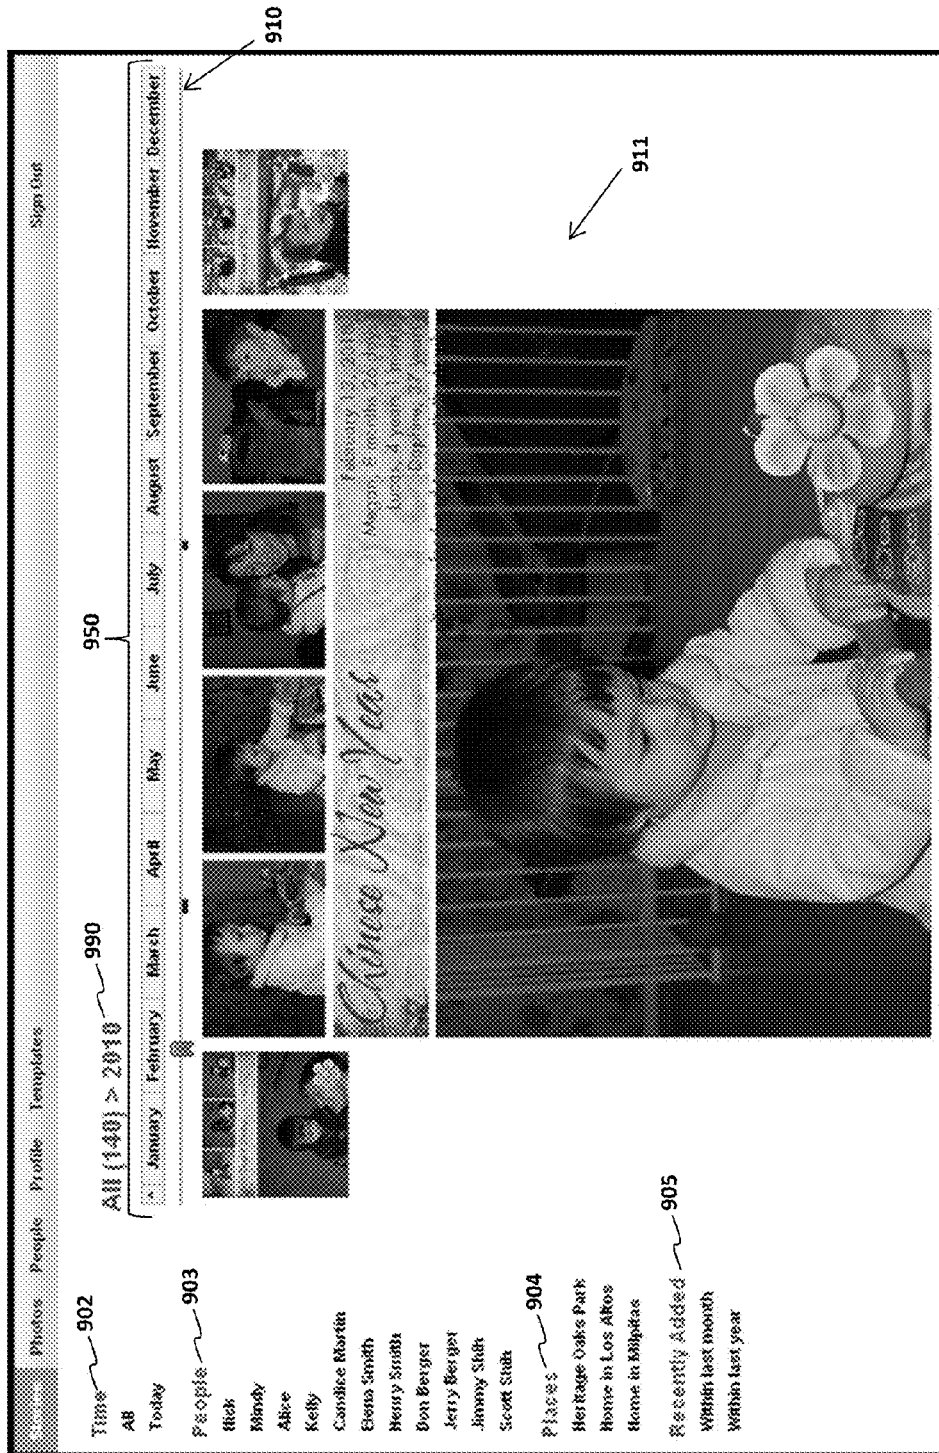 Photos People Profile Templates Sign Out
Time 902
All
Today
People 903
Rick
Mindy
Alice
Kelly
Candice Martin
Elena Smith
Henry Smith
Don Berger
Jerry Berger
Jimmy Shih
Scott Shih
Places 904
Heritage Oaks Park
Home in Los Altos
Home in Milpitas
Recently Added 905
Within last month
Within last year
All (140) > 2010 990
950
^ January February March April May June July August September October November December
910
Chinese New Year
911